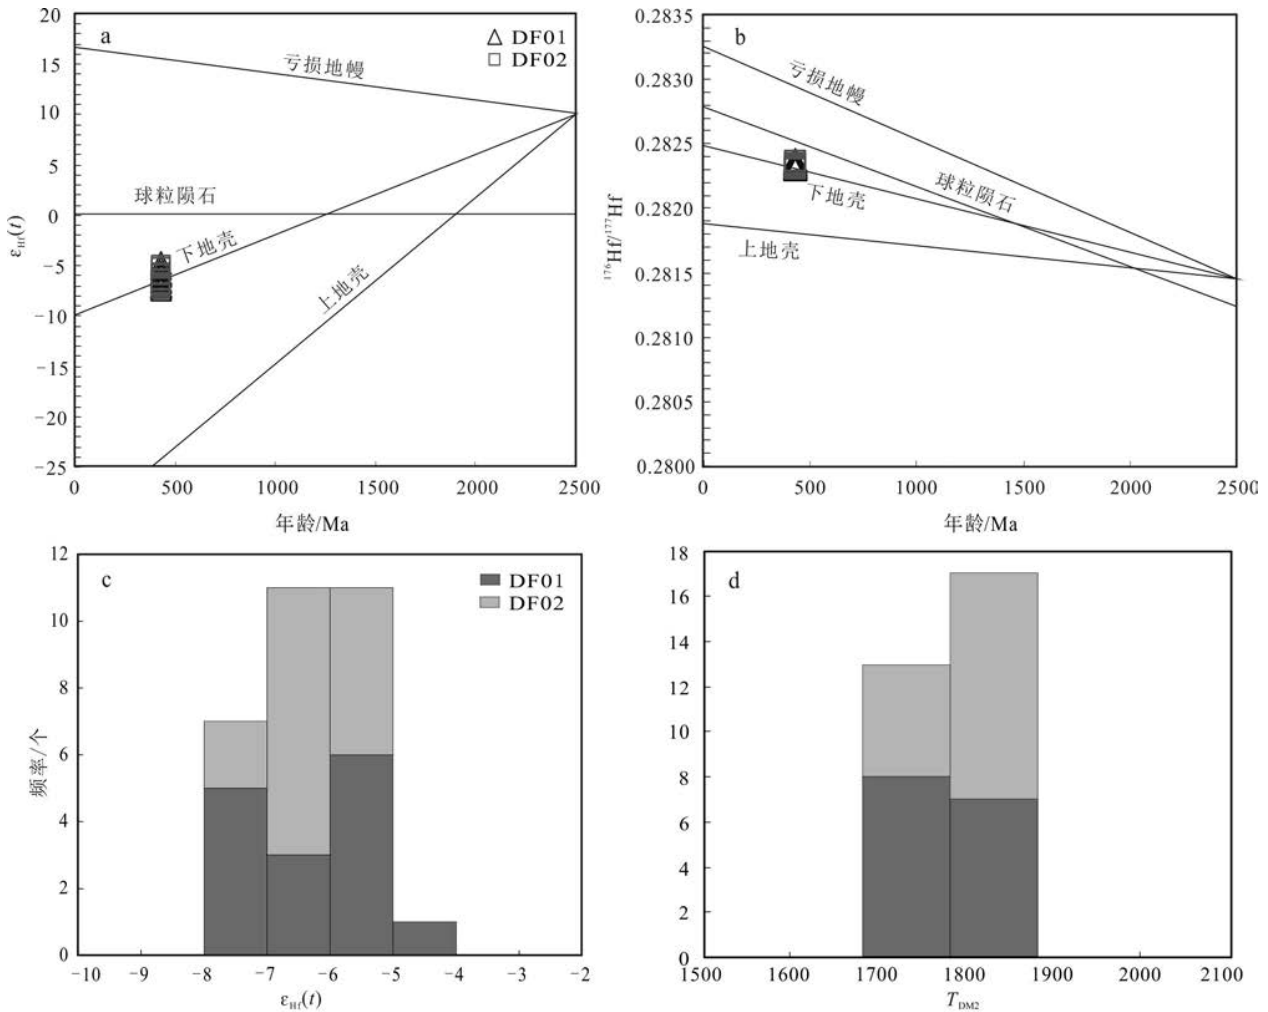 a
△ DF01
□ DF02
亏损地幔
球粒陨石
下地壳
上地壳
20
15
10
5
0
−5
−10
−15
−20
−25
εHf(t)
0 500 1000 1500 2000 2500
年龄/Ma
b
亏损地幔
球粒陨石
下地壳
上地壳
0.2835
0.2830
0.2825
0.2820
0.2815
0.2810
0.2805
0.2800
¹⁷⁶Hf/¹⁷⁷Hf
0 500 1000 1500 2000 2500
年龄/Ma
c
DF01
DF02
12
10
8
6
4
2
0
频率/个
−10 −9 −8 −7 −6 −5 −4 −3 −2
εHf(t)
d
18
16
14
12
10
8
6
4
2
0
1500 1600 1700 1800 1900 2000 2100
TDM2